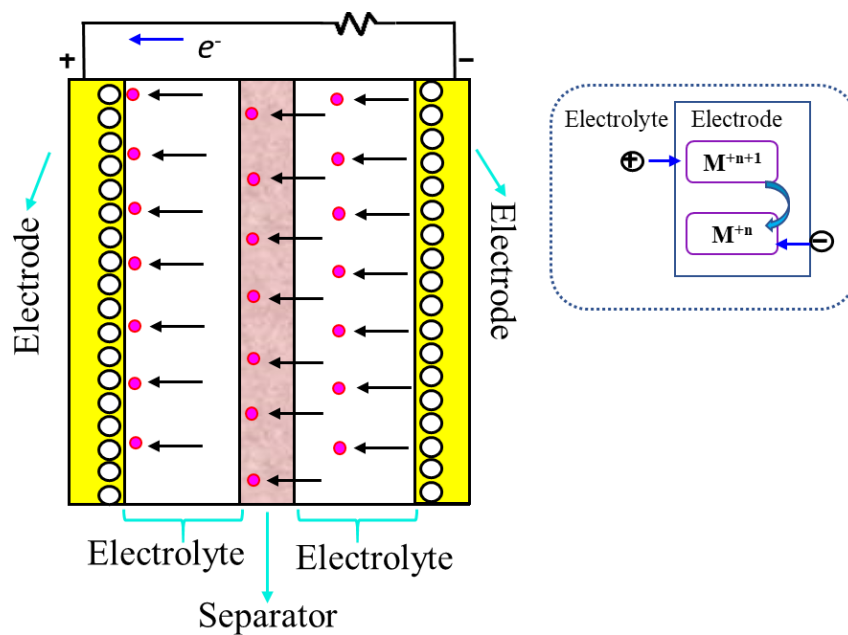 e⁻
+
−
Electrode
Electrode
Electrolyte
Electrolyte
Separator
Electrolyte
Electrode
+
M⁺ⁿ⁺¹
M⁺ⁿ
−